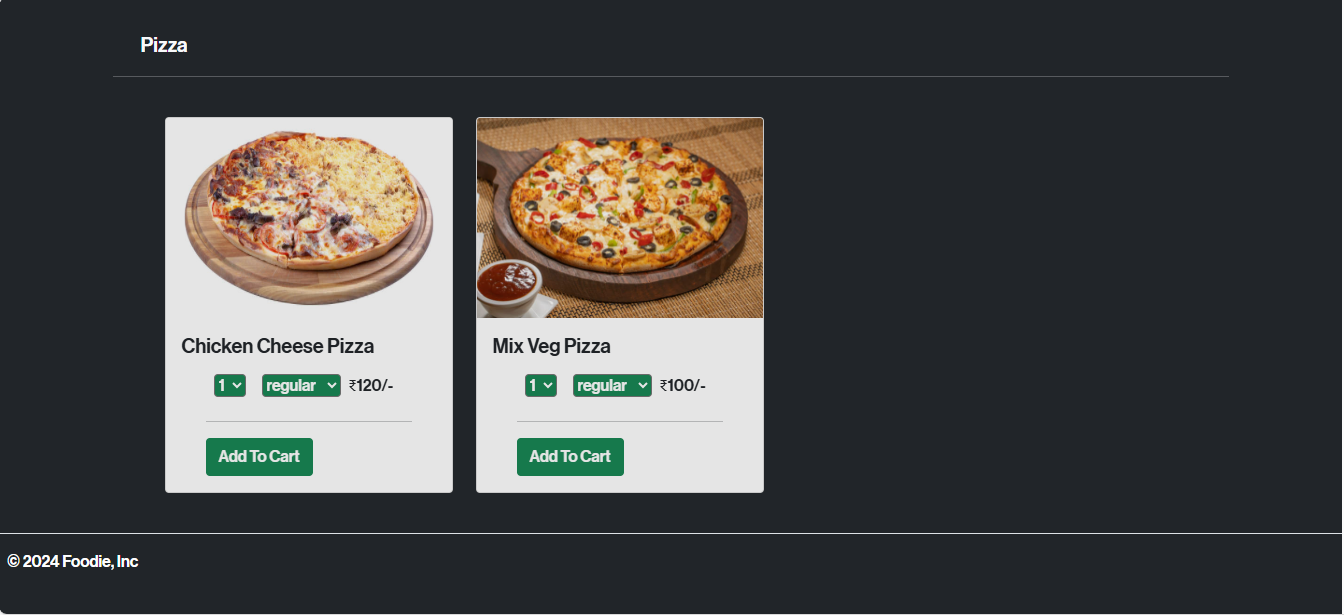 Pizza
Chicken Cheese Pizza
1 regular ₹120/-
Add To Cart
Mix Veg Pizza
1 regular ₹100/-
Add To Cart
© 2024 Foodie, Inc